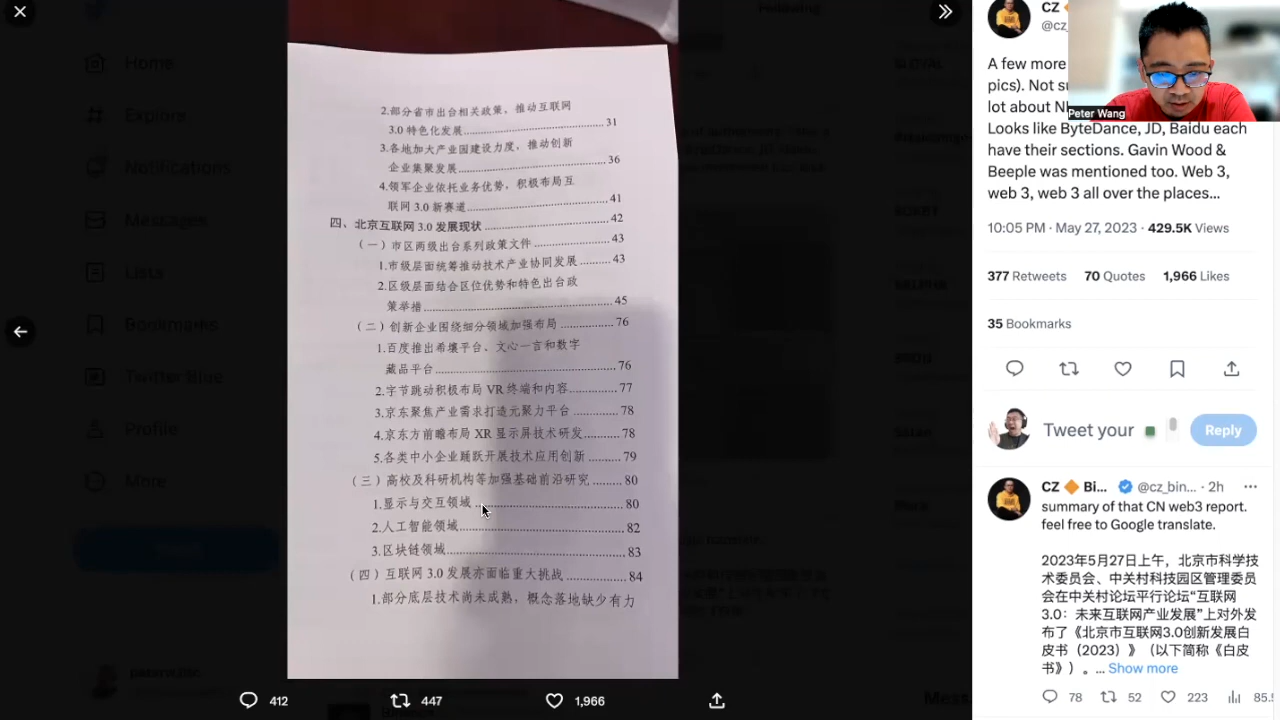 2.部分省市出台相关政策，推动互联网
3.0 特色化发展 31
3.各地加大产业园建设力度，推动创新
企业集聚发展 36
4.领军企业依托业务优势，积极布局互
联网 3.0 新赛道 41
四、北京互联网 3.0 发展现状 42
（一）市区两级出台系列政策文件 43
1.市级层面统筹推动技术产业协同发展 43
2.区级层面结合区位优势和特色出台政
策举措 45
（二）创新企业围绕细分领域加强布局 76
1.百度推出希壤平台、文心一言和数字
藏品平台 76
2.字节跳动积极布局 VR 终端和内容 77
3.京东聚焦产业需求打造元聚力平台 78
4.京东方前瞻布局 XR 显示屏技术研发 78
5.各类中小企业踊跃开展技术应用创新 79
（三）高校及科研机构等加强基础前沿研究 80
1.显示与交互领域 80
2.人工智能领域 82
3.区块链领域 83
（四）互联网 3.0 发展亦面临重大挑战 84
1.部分底层技术尚未成熟，概念落地缺少有力
412
447
1,966
Home
Explore
Notifications
Messages
Lists
Bookmarks
Twitter Blue
Profile
More
CZ
@cz_
Peter Wang
A few more
pics). Not
lot about
Looks like ByteDance, JD, Baidu each
have their sections. Gavin Wood &
Beeple was mentioned too. Web 3,
web 3, web 3 all over the places...
10:05 PM · May 27, 2023 · 429.5K Views
377 Retweets 70 Quotes 1,966 Likes
35 Bookmarks
Tweet your
Reply
CZ Bi... @cz_bin... · 2h
summary of that CN web3 report.
feel free to Google translate.
2023年5月27日上午，北京市科学技
术委员会、中关村科技园区管理委员
会在中关村论坛平行论坛“互联网
3.0：未来互联网产业发展”上对外发
布了《北京市互联网3.0创新发展白
皮书（2023）》（以下简称《白皮
书》）。... Show more
78 52 223